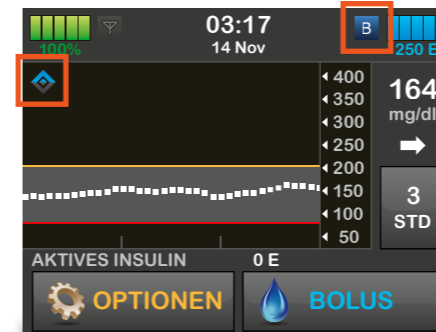 03:17
B
100%
14 Nov
250 E
400
350
300
250
200
150
100
50
164
mg/dl
3
STD
AKTIVES INSULIN 0 E
OPTIONEN
BOLUS